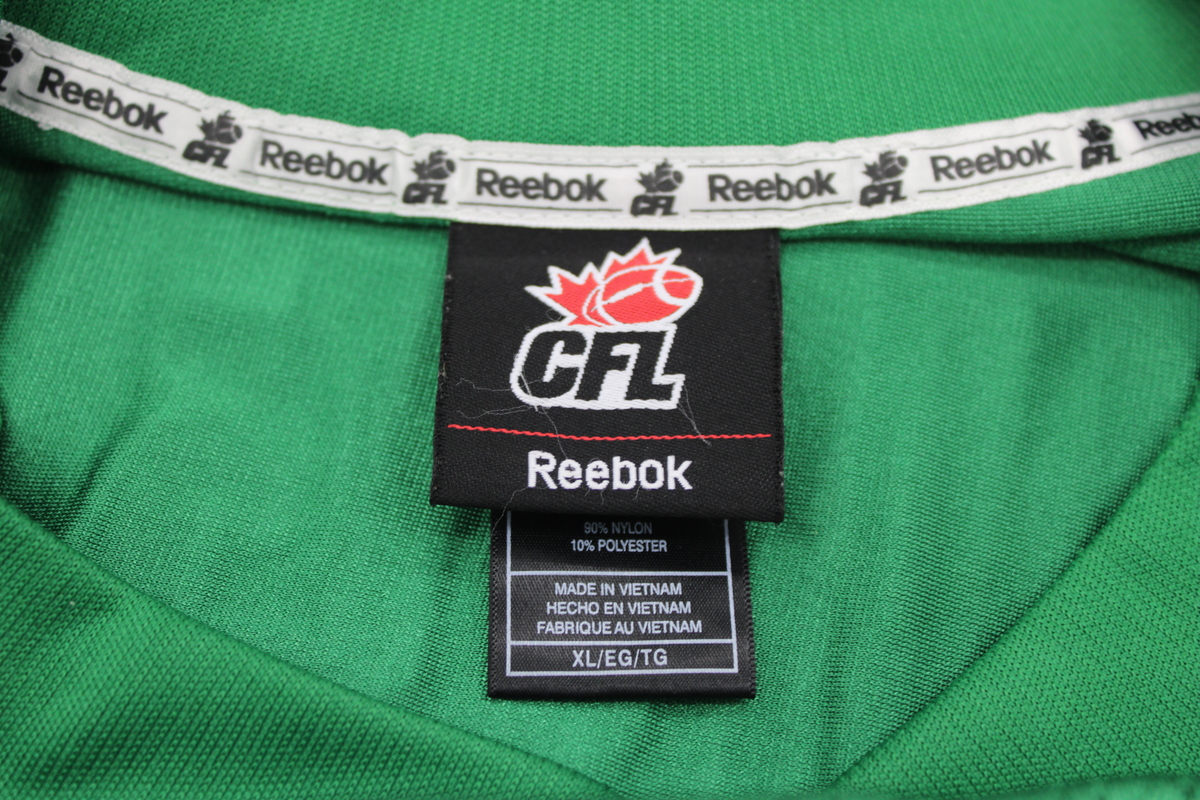 Reebok CFL Reebok CFL Reebok CFL Reebok CFL Reebok CFL Reebok
CFL
Reebok
90% NYLON
10% POLYESTER
MADE IN VIETNAM
HECHO EN VIETNAM
FABRIQUE AU VIETNAM
XL/EG/TG